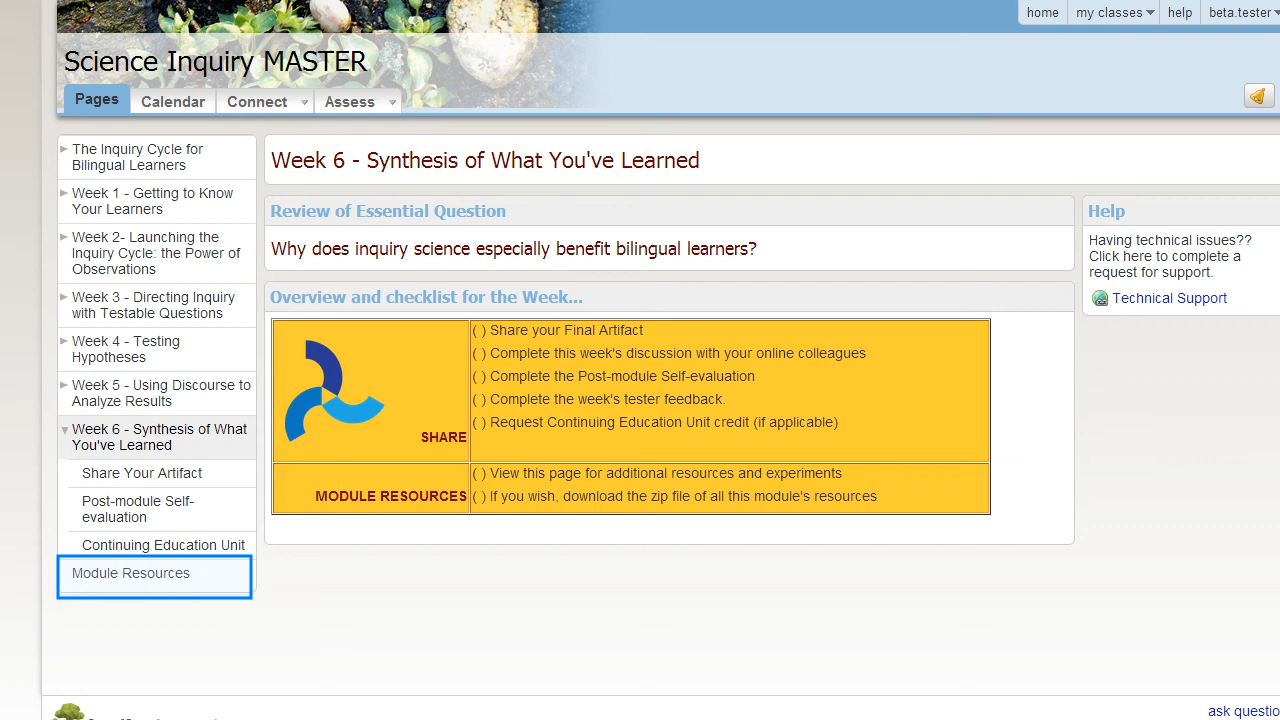 home
my classes
help
beta.tester
Science Inquiry MASTER
Pages
Calendar
Connect
Assess
The Inquiry Cycle for
Bilingual Learners
Week 1 - Getting to Know
Your Learners
Week 2- Launching the
Inquiry Cycle: the Power of
Observations
Week 3 - Directing Inquiry
with Testable Questions
Week 4 - Testing
Hypotheses
Week 5 - Using Discourse to
Analyze Results
Week 6 - Synthesis of What
You've Learned
Share Your Artifact
Post-module Self-
evaluation
Continuing Education Unit
Module Resources
Week 6 - Synthesis of What You've Learned
Review of Essential Question
Why does inquiry science especially benefit bilingual learners?
Overview and checklist for the Week...
SHARE
( ) Share your Final Artifact
( ) Complete this week's discussion with your online colleagues
( ) Complete the Post-module Self-evaluation
( ) Complete the week's tester feedback.
( ) Request Continuing Education Unit credit (if applicable)
MODULE RESOURCES
( ) View this page for additional resources and experiments
( ) If you wish, download the zip file of all this module's resources
Help
Having technical issues??
Click here to complete a
request for support.
Technical Support
ask questio